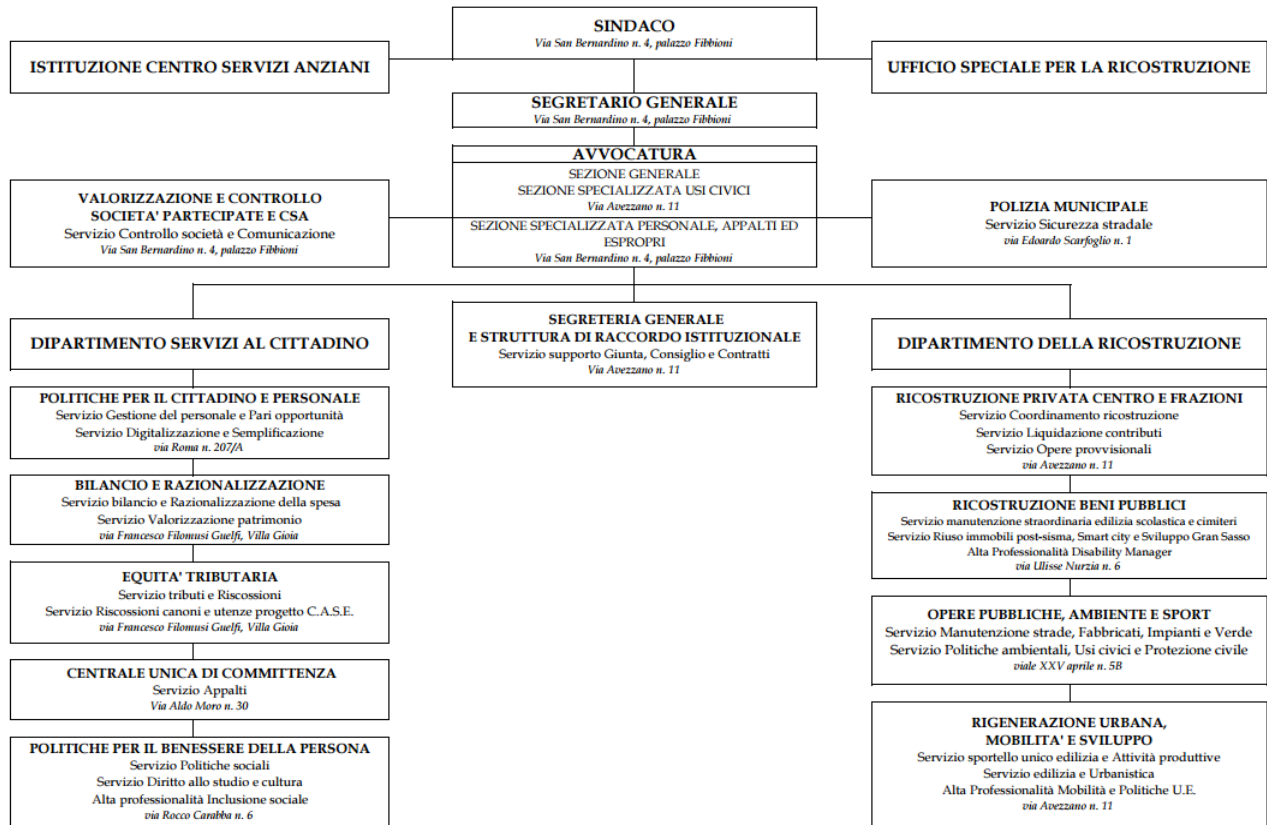 SINDACO
Via San Bernardino n. 4, palazzo Fibbioni
ISTITUZIONE CENTRO SERVIZI ANZIANI
UFFICIO SPECIALE PER LA RICOSTRUZIONE
SEGRETARIO GENERALE
Via San Bernardino n. 4, palazzo Fibbioni
AVVOCATURA
SEZIONE GENERALE
SEZIONE SPECIALIZZATA USI CIVICI
Via Avezzano n. 11
SEZIONE SPECIALIZZATA PERSONALE, APPALTI ED
ESPROPRI
Via San Bernardino n. 4, palazzo Fibbioni
VALORIZZAZIONE E CONTROLLO
SOCIETA' PARTECIPATE E CSA
Servizio Controllo società e Comunicazione
Via San Bernardino n. 4, palazzo Fibbioni
POLIZIA MUNICIPALE
Servizio Sicurezza stradale
via Edoardo Scarfoglio n. 1
DIPARTIMENTO SERVIZI AL CITTADINO
SEGRETERIA GENERALE
E STRUTTURA DI RACCORDO ISTITUZIONALE
Servizio supporto Giunta, Consiglio e Contratti
Via Avezzano n. 11
DIPARTIMENTO DELLA RICOSTRUZIONE
POLITICHE PER IL CITTADINO E PERSONALE
Servizio Gestione del personale e Pari opportunità
Servizio Digitalizzazione e Semplificazione
via Roma n. 207/A
BILANCIO E RAZIONALIZZAZIONE
Servizio bilancio e Razionalizzazione della spesa
Servizio Valorizzazione patrimonio
via Francesco Filomusi Guelfi, Villa Gioia
EQUITA' TRIBUTARIA
Servizio tributi e Riscossioni
Servizio Riscossioni canoni e utenze progetto C.A.S.E.
via Francesco Filomusi Guelfi, Villa Gioia
CENTRALE UNICA DI COMMITTENZA
Servizio Appalti
Via Aldo Moro n. 30
POLITICHE PER IL BENESSERE DELLA PERSONA
Servizio Politiche sociali
Servizio Diritto allo studio e cultura
Alta professionalità Inclusione sociale
via Rocco Carabba n. 6
RICOSTRUZIONE PRIVATA CENTRO E FRAZIONI
Servizio Coordinamento ricostruzione
Servizio Liquidazione contributi
Servizio Opere provvisionali
via Avezzano n. 11
RICOSTRUZIONE BENI PUBBLICI
Servizio manutenzione straordinaria edilizia scolastica e cimiteri
Servizio Riuso immobili post-sisma, Smart city e Sviluppo Gran Sasso
Alta Professionalità Disability Manager
via Ulisse Nurzia n. 6
OPERE PUBBLICHE, AMBIENTE E SPORT
Servizio Manutenzione strade, Fabbricati, Impianti e Verde
Servizio Politiche ambientali, Usi civici e Protezione civile
viale XXV aprile n. 5B
RIGENERAZIONE URBANA,
MOBILITA' E SVILUPPO
Servizio sportello unico edilizia e Attività produttive
Servizio edilizia e Urbanistica
Alta Professionalità Mobilità e Politiche U.E.
via Avezzano n. 11